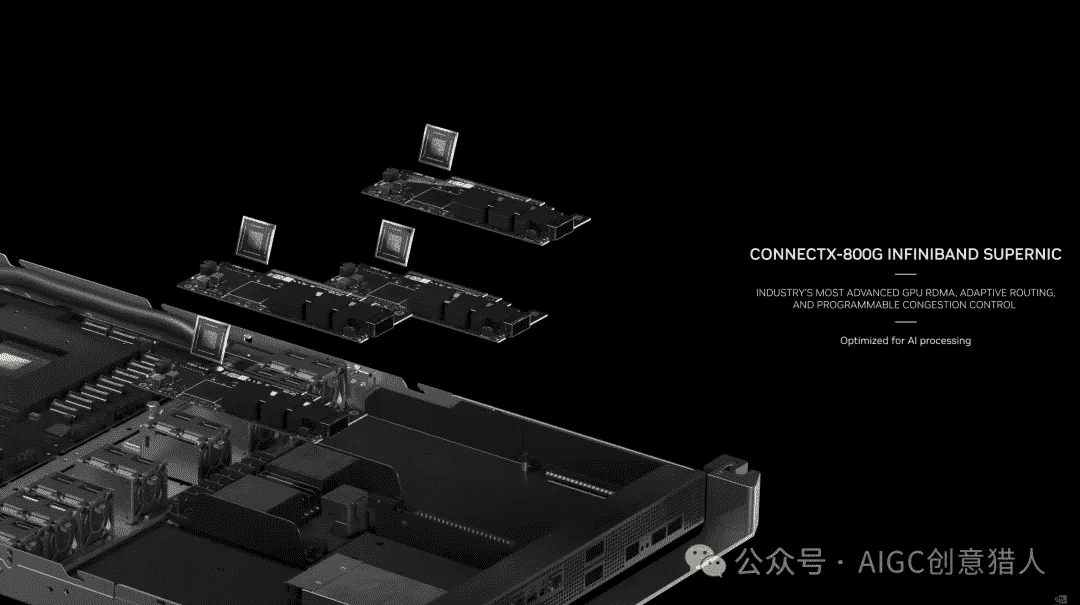 CONNECTX-800G INFINIBAND SUPERNIC
INDUSTRY'S MOST ADVANCED GPU RDMA, ADAPTIVE ROUTING,
AND PROGRAMMABLE CONGESTION CONTROL
Optimized for AI processing
公众号 · AIGC创意猎人